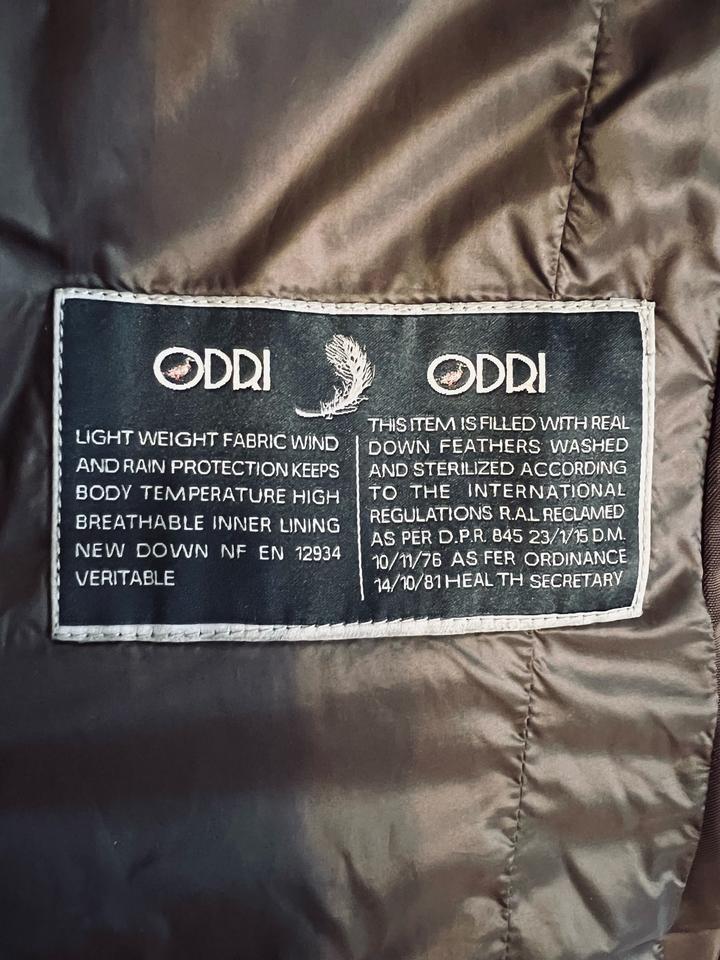 ODRI
LIGHT WEIGHT FABRIC WIND
AND RAIN PROTECTION KEEPS
BODY TEMPERATURE HIGH
BREATHABLE INNER LINING
NEW DOWN NF EN 12934
VERITABLE
ODRI
THIS ITEM IS FILLED WITH REAL
DOWN FEATHERS WASHED
AND STERILIZED ACCORDING
TO THE INTERNATIONAL
REGULATIONS R.A.L RECLAMED
AS PER D.P.R. 845 23/1/15 D.M.
10/11/76 AS FER ORDINANCE
14/10/81 HEAL TH SECRETARY